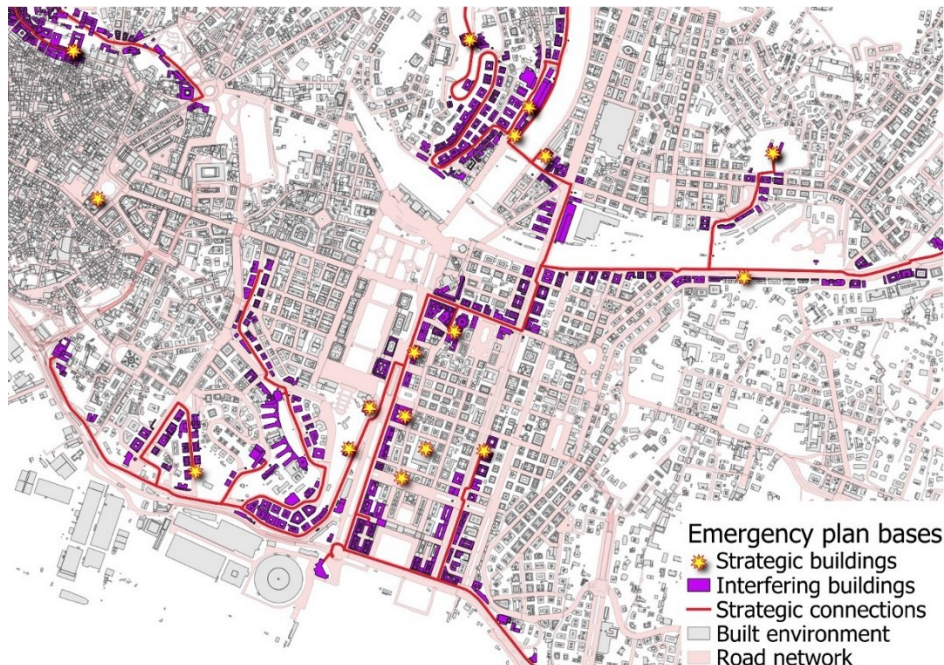 Emergency plan bases
Strategic buildings
Interfering buildings
Strategic connections
Built environment
Road network